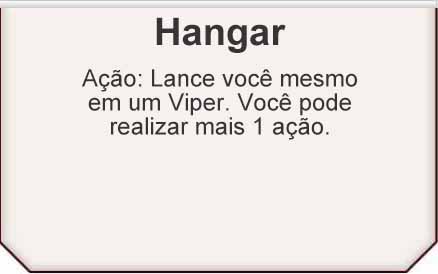 Hangar
Ação: Lance você mesmo
em um Viper. Você pode
realizar mais 1 ação.